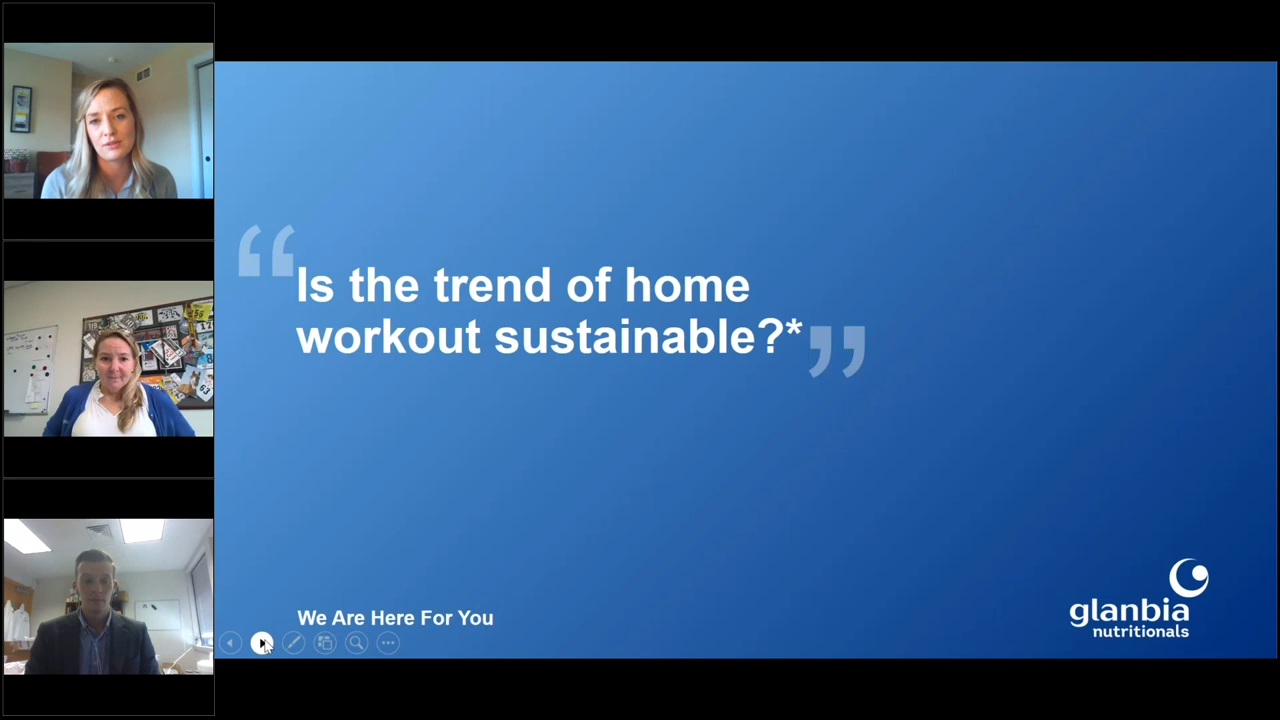 Is the trend of home
workout sustainable?*
We Are Here For You
glanbia
nutritionals